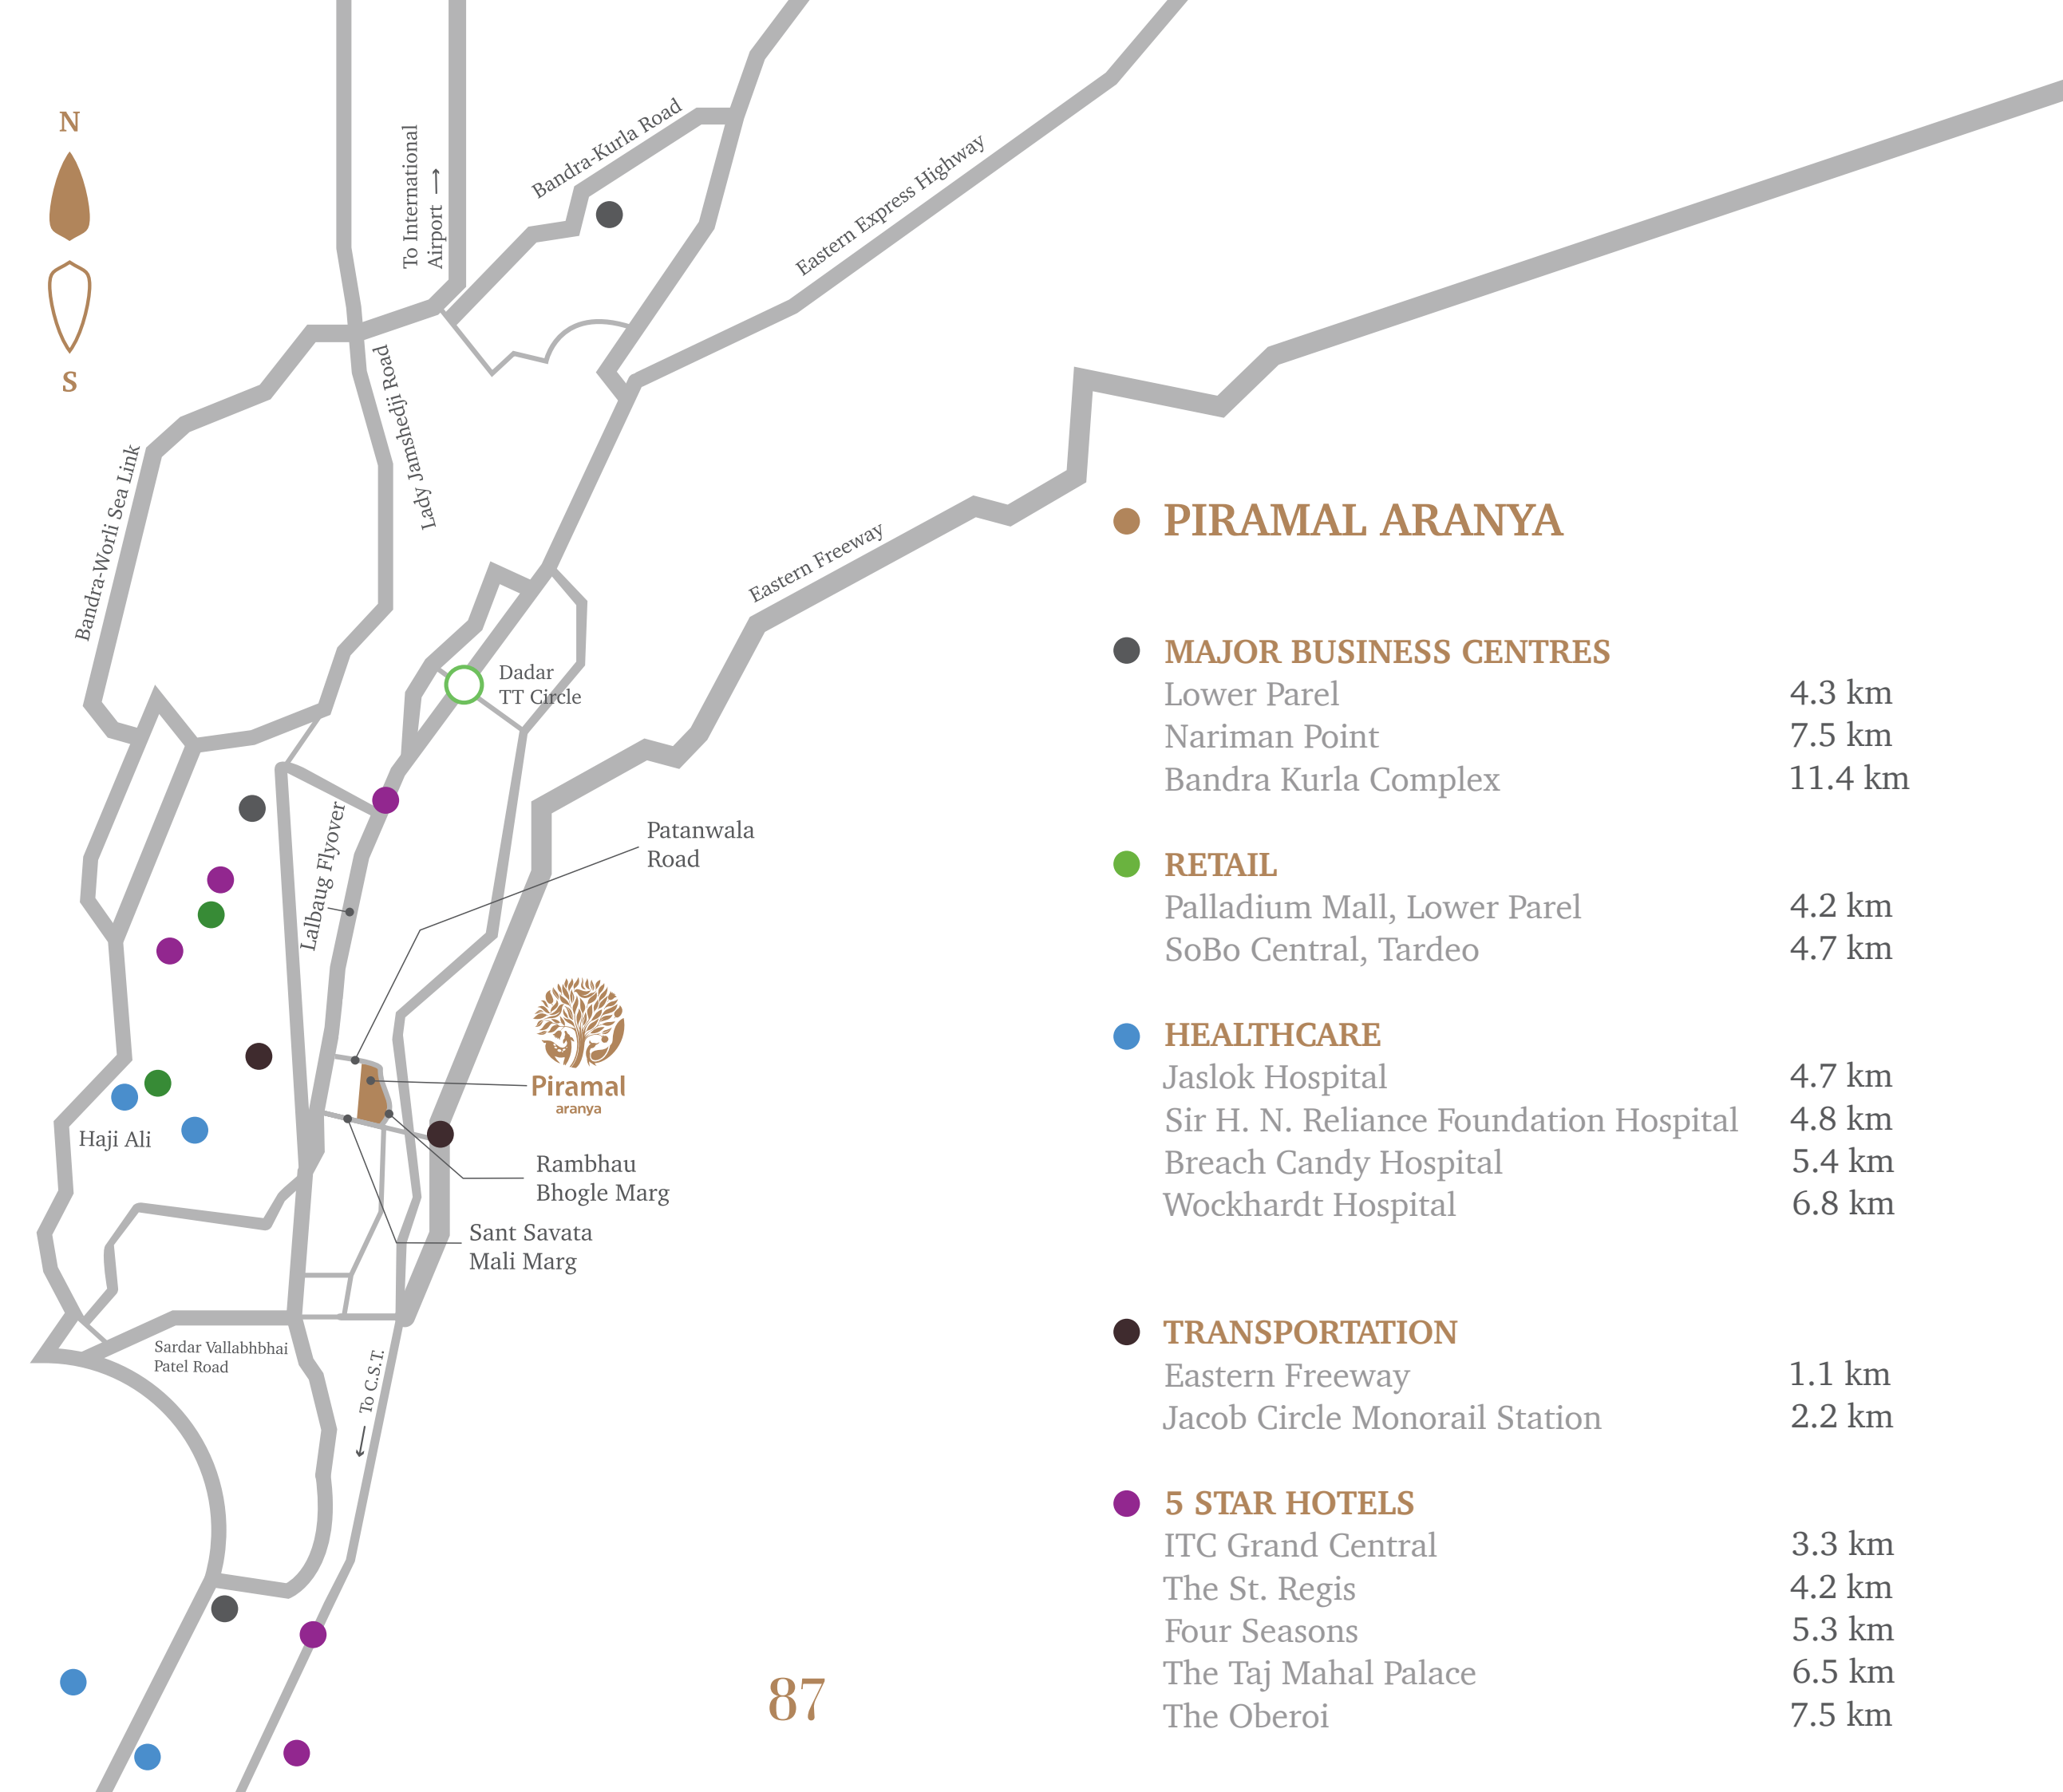 N
S
To International
Airport
Bandra-Kurla Road
Eastern Express Highway
Lady Jamshedji Road
Bandra-Worli Sea Link
Eastern Freeway
Dadar
TT Circle
Lalbaug Flyover
Patanwala
Road
Piramal
aranya
Haji Ali
Rambhau
Bhogle Marg
Sant Savata
Mali Marg
Sardar Vallabhbhai
Patel Road
To C.S.T.
87
PIRAMAL ARANYA
MAJOR BUSINESS CENTRES
Lower Parel 4.3 km
Nariman Point 7.5 km
Bandra Kurla Complex 11.4 km
RETAIL
Palladium Mall, Lower Parel 4.2 km
SoBo Central, Tardeo 4.7 km
HEALTHCARE
Jaslok Hospital 4.7 km
Sir H. N. Reliance Foundation Hospital 4.8 km
Breach Candy Hospital 5.4 km
Wockhardt Hospital 6.8 km
TRANSPORTATION
Eastern Freeway 1.1 km
Jacob Circle Monorail Station 2.2 km
5 STAR HOTELS
ITC Grand Central 3.3 km
The St. Regis 4.2 km
Four Seasons 5.3 km
The Taj Mahal Palace 6.5 km
The Oberoi 7.5 km